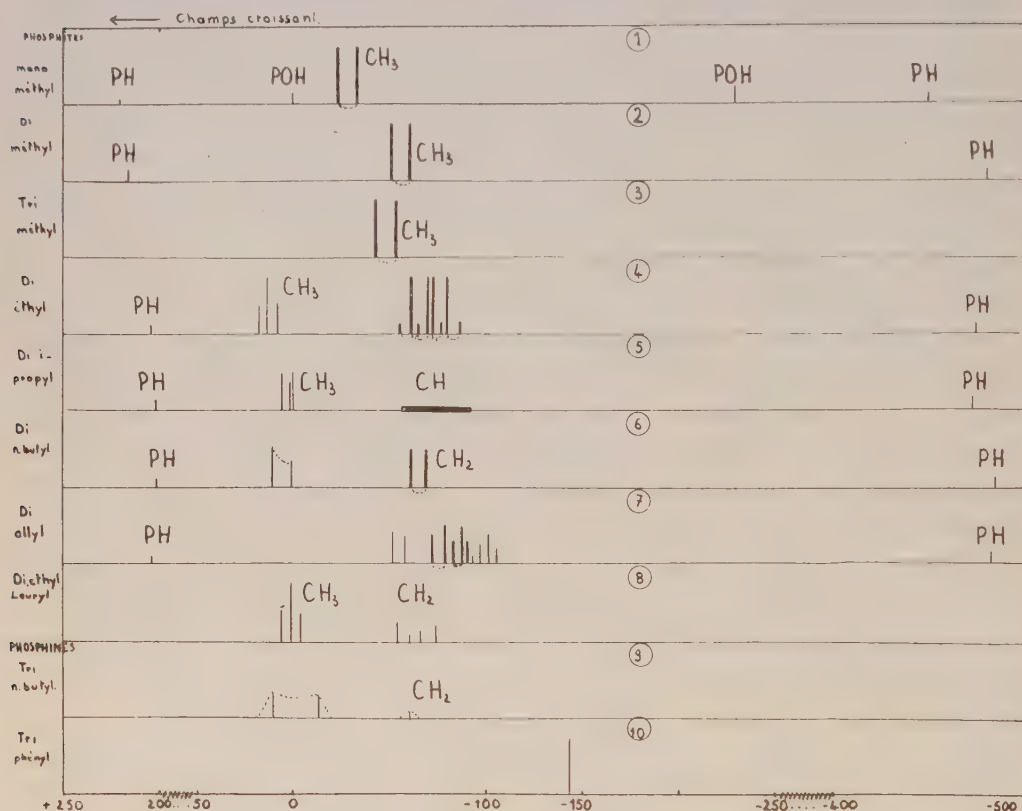 ← Champs croissant.
PHOSPHITES
mono méthyl
PH
POH
CH₃
①
POH
PH
Di méthyl
PH
CH₃
②
PH
Tri méthyl
CH₃
③
Di éthyl
PH
CH₃
④
PH
Di i-propyl
PH
CH₃
CH
⑤
PH
Di n.butyl
PH
CH₂
⑥
PH
Di allyl
PH
⑦
PH
Diethyl Lauryl
CH₃
CH₂
⑧
PHOSPHINES
Tri n.butyl.
CH₂
⑨
Tri phényl
⑩
+250 200....50 0 -100 -150 -250....-400 -500